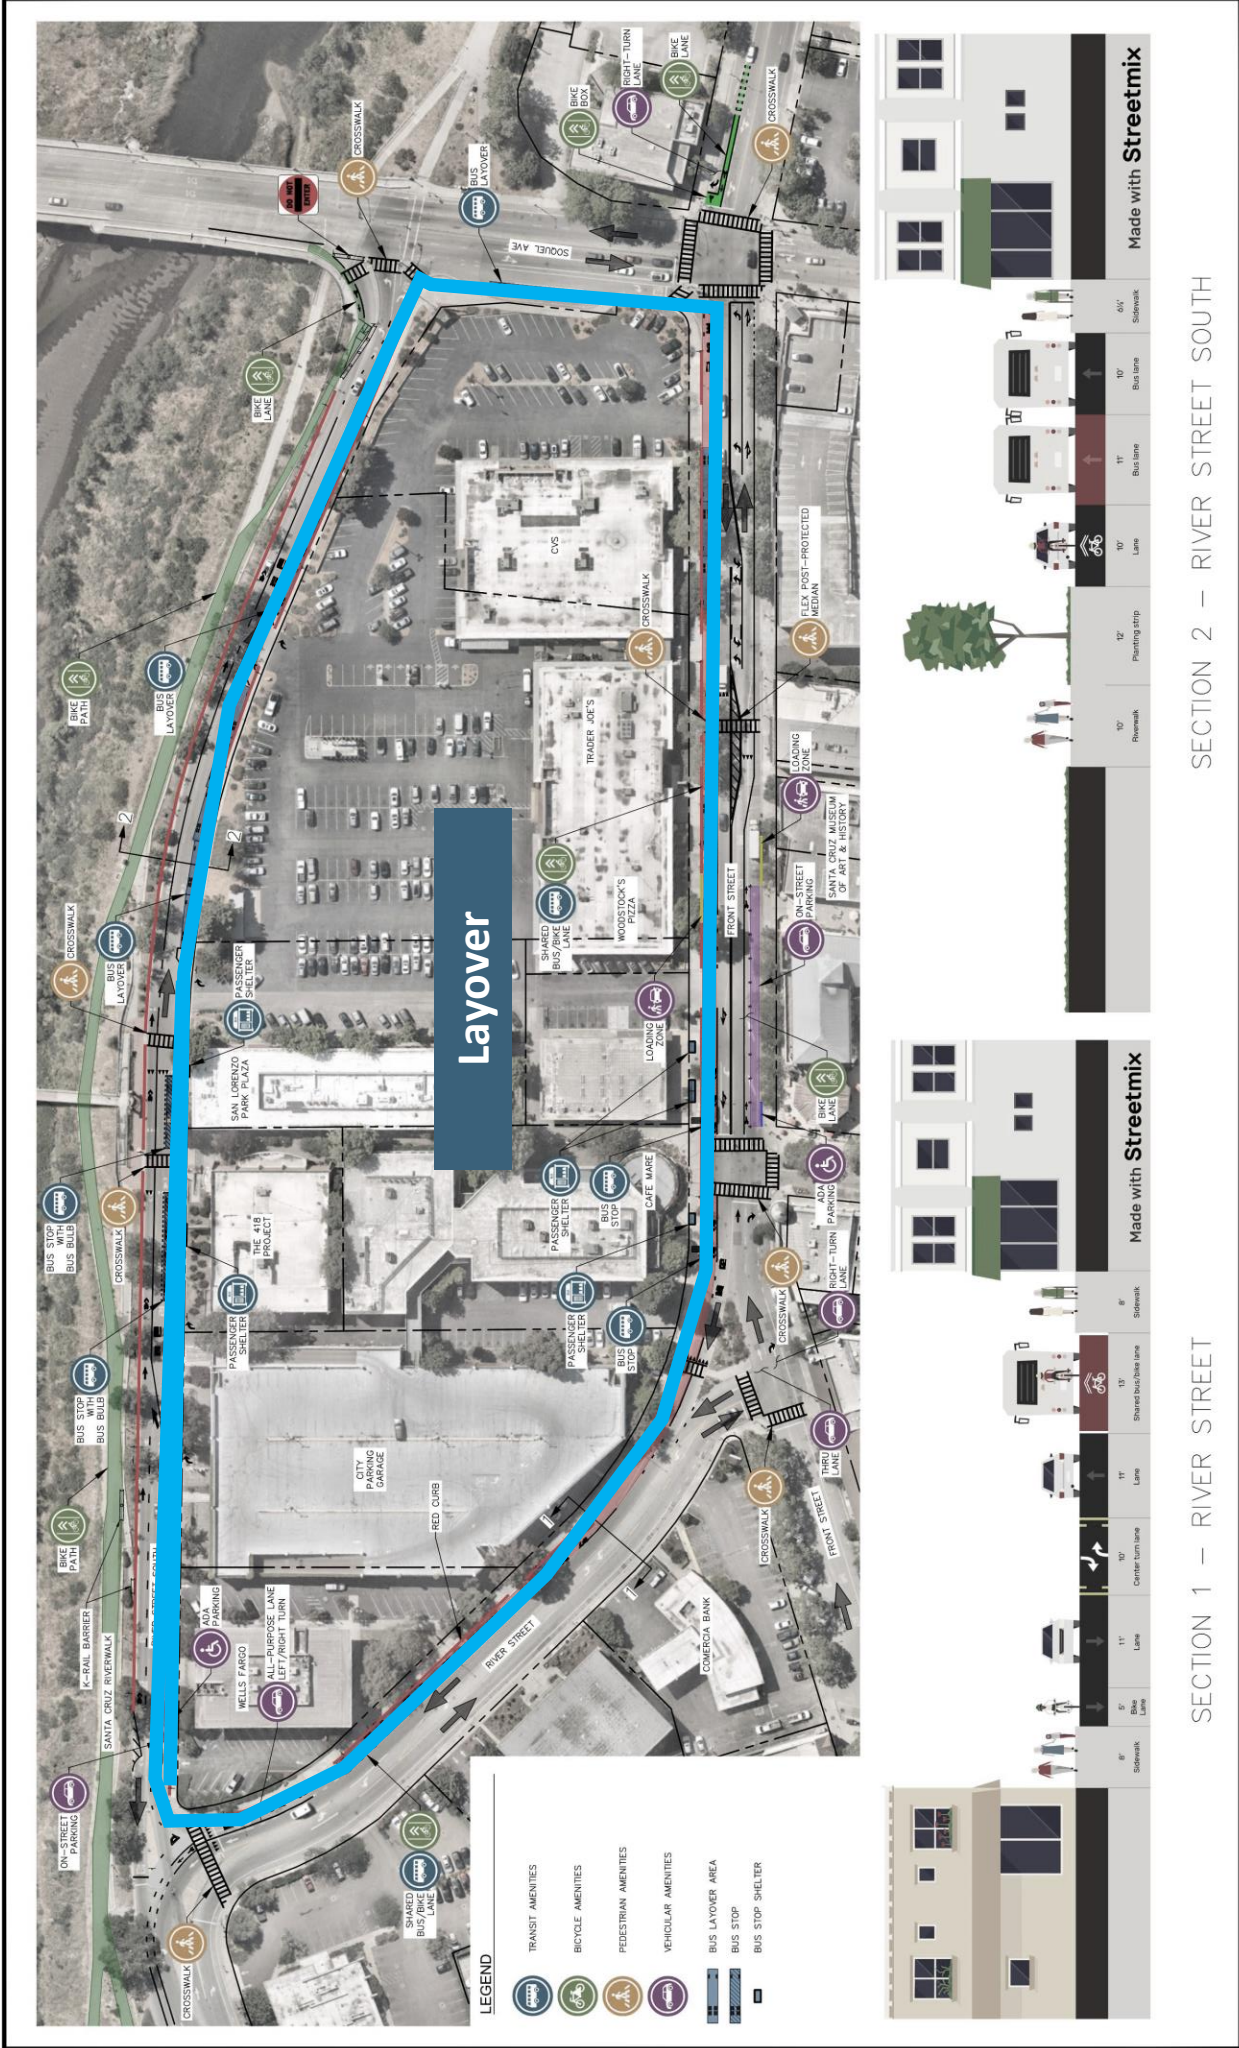 DO NOT
ENTER
CROSSWALK
BUS
LAYOVER
BIKE
BOX
RIGHT-TURN
LANE
BIKE
LANE
CROSSWALK
SOQUEL AVE
BIKE
LANE
BIKE
PATH
BUS
LAYOVER
CVS
CROSSWALK
FLEX POST-PROTECTED
MEDIAN
TRADER JOE'S
LOADING
ZONE
SANTA CRUZ MUSEUM
OF ART & HISTORY
2
2
WOODSTOCK'S
PIZZA
SHARED
BUS/BIKE
LANE
FRONT STREET
ON-STREET
PARKING
CROSSWALK
BUS
LAYOVER
PASSENGER
SHELTER
Layover
LOADING
ZONE
SAN LORENZO
PARK PLAZA
BIKE
LANE
BUS STOP
WITH
BUS BULB
CROSSWALK
THE 418
PROJECT
PASSENGER
SHELTER
BUS
STOP
CAFE MARE
ADA
PARKING
PASSENGER
SHELTER
PASSENGER
SHELTER
BUS
STOP
CROSSWALK
RIGHT-TURN
LANE
BUS STOP
WITH
BUS BULB
CITY
PARKING
GARAGE
THRU
LANE
RED CURB
1
1
CROSSWALK
FRONT STREET
BIKE
PATH
K-RAIL BARRIER
SANTA CRUZ RIVERWALK
ADA
PARKING
WELLS FARGO
ALL-PURPOSE LANE
LEFT/RIGHT TURN
RIVER STREET
COMERICA BANK
ON-STREET
PARKING
SHARED
BUS/BIKE
LANE
CROSSWALK
LEGEND
TRANSIT AMENITIES
BICYCLE AMENITIES
PEDESTRIAN AMENITIES
VEHICULAR AMENITIES
BUS LAYOVER AREA
BUS STOP
BUS STOP SHELTER
6'
Sidewalk
5'
Bike
Lane
11'
Lane
10'
Center turn lane
11'
Lane
13'
Shared bus/bike lane
8'
Sidewalk
Made with Streetmix
SECTION 1 — RIVER STREET
10'
Riverwalk
12'
Planting strip
10'
Lane
11'
Bus lane
10'
Bus lane
6½'
Sidewalk
Made with Streetmix
SECTION 2 — RIVER STREET SOUTH